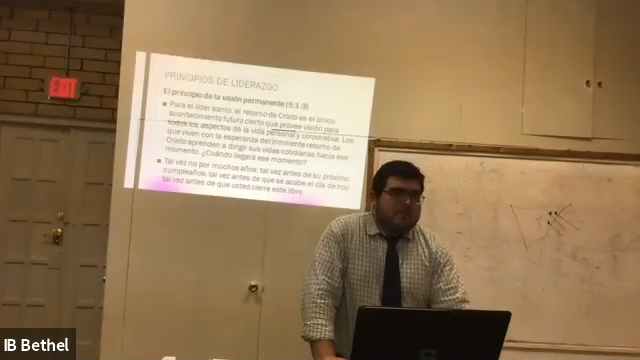 PRINCIPIOS DE LIDERAZGO
EXIT
El principio de la visión permanente (5:1-3)
Para el líder santo, el retorno de Cristo es el único
acontecimiento futuro cierto que provee visión para
todos los aspectos de la vida personal y corporativa. Los
que viven con la esperanza del inminente retorno de
Cristo aprenden a dirigir sus vidas cotidianas hacia ese
momento. ¿Cuándo llegará ese momento?
Tal vez no por muchos años; tal vez antes de su próximo
cumpleaños; tal vez antes de que se acabe el día de hoy;
tal vez antes de que usted cierre este libro.
IB Bethel